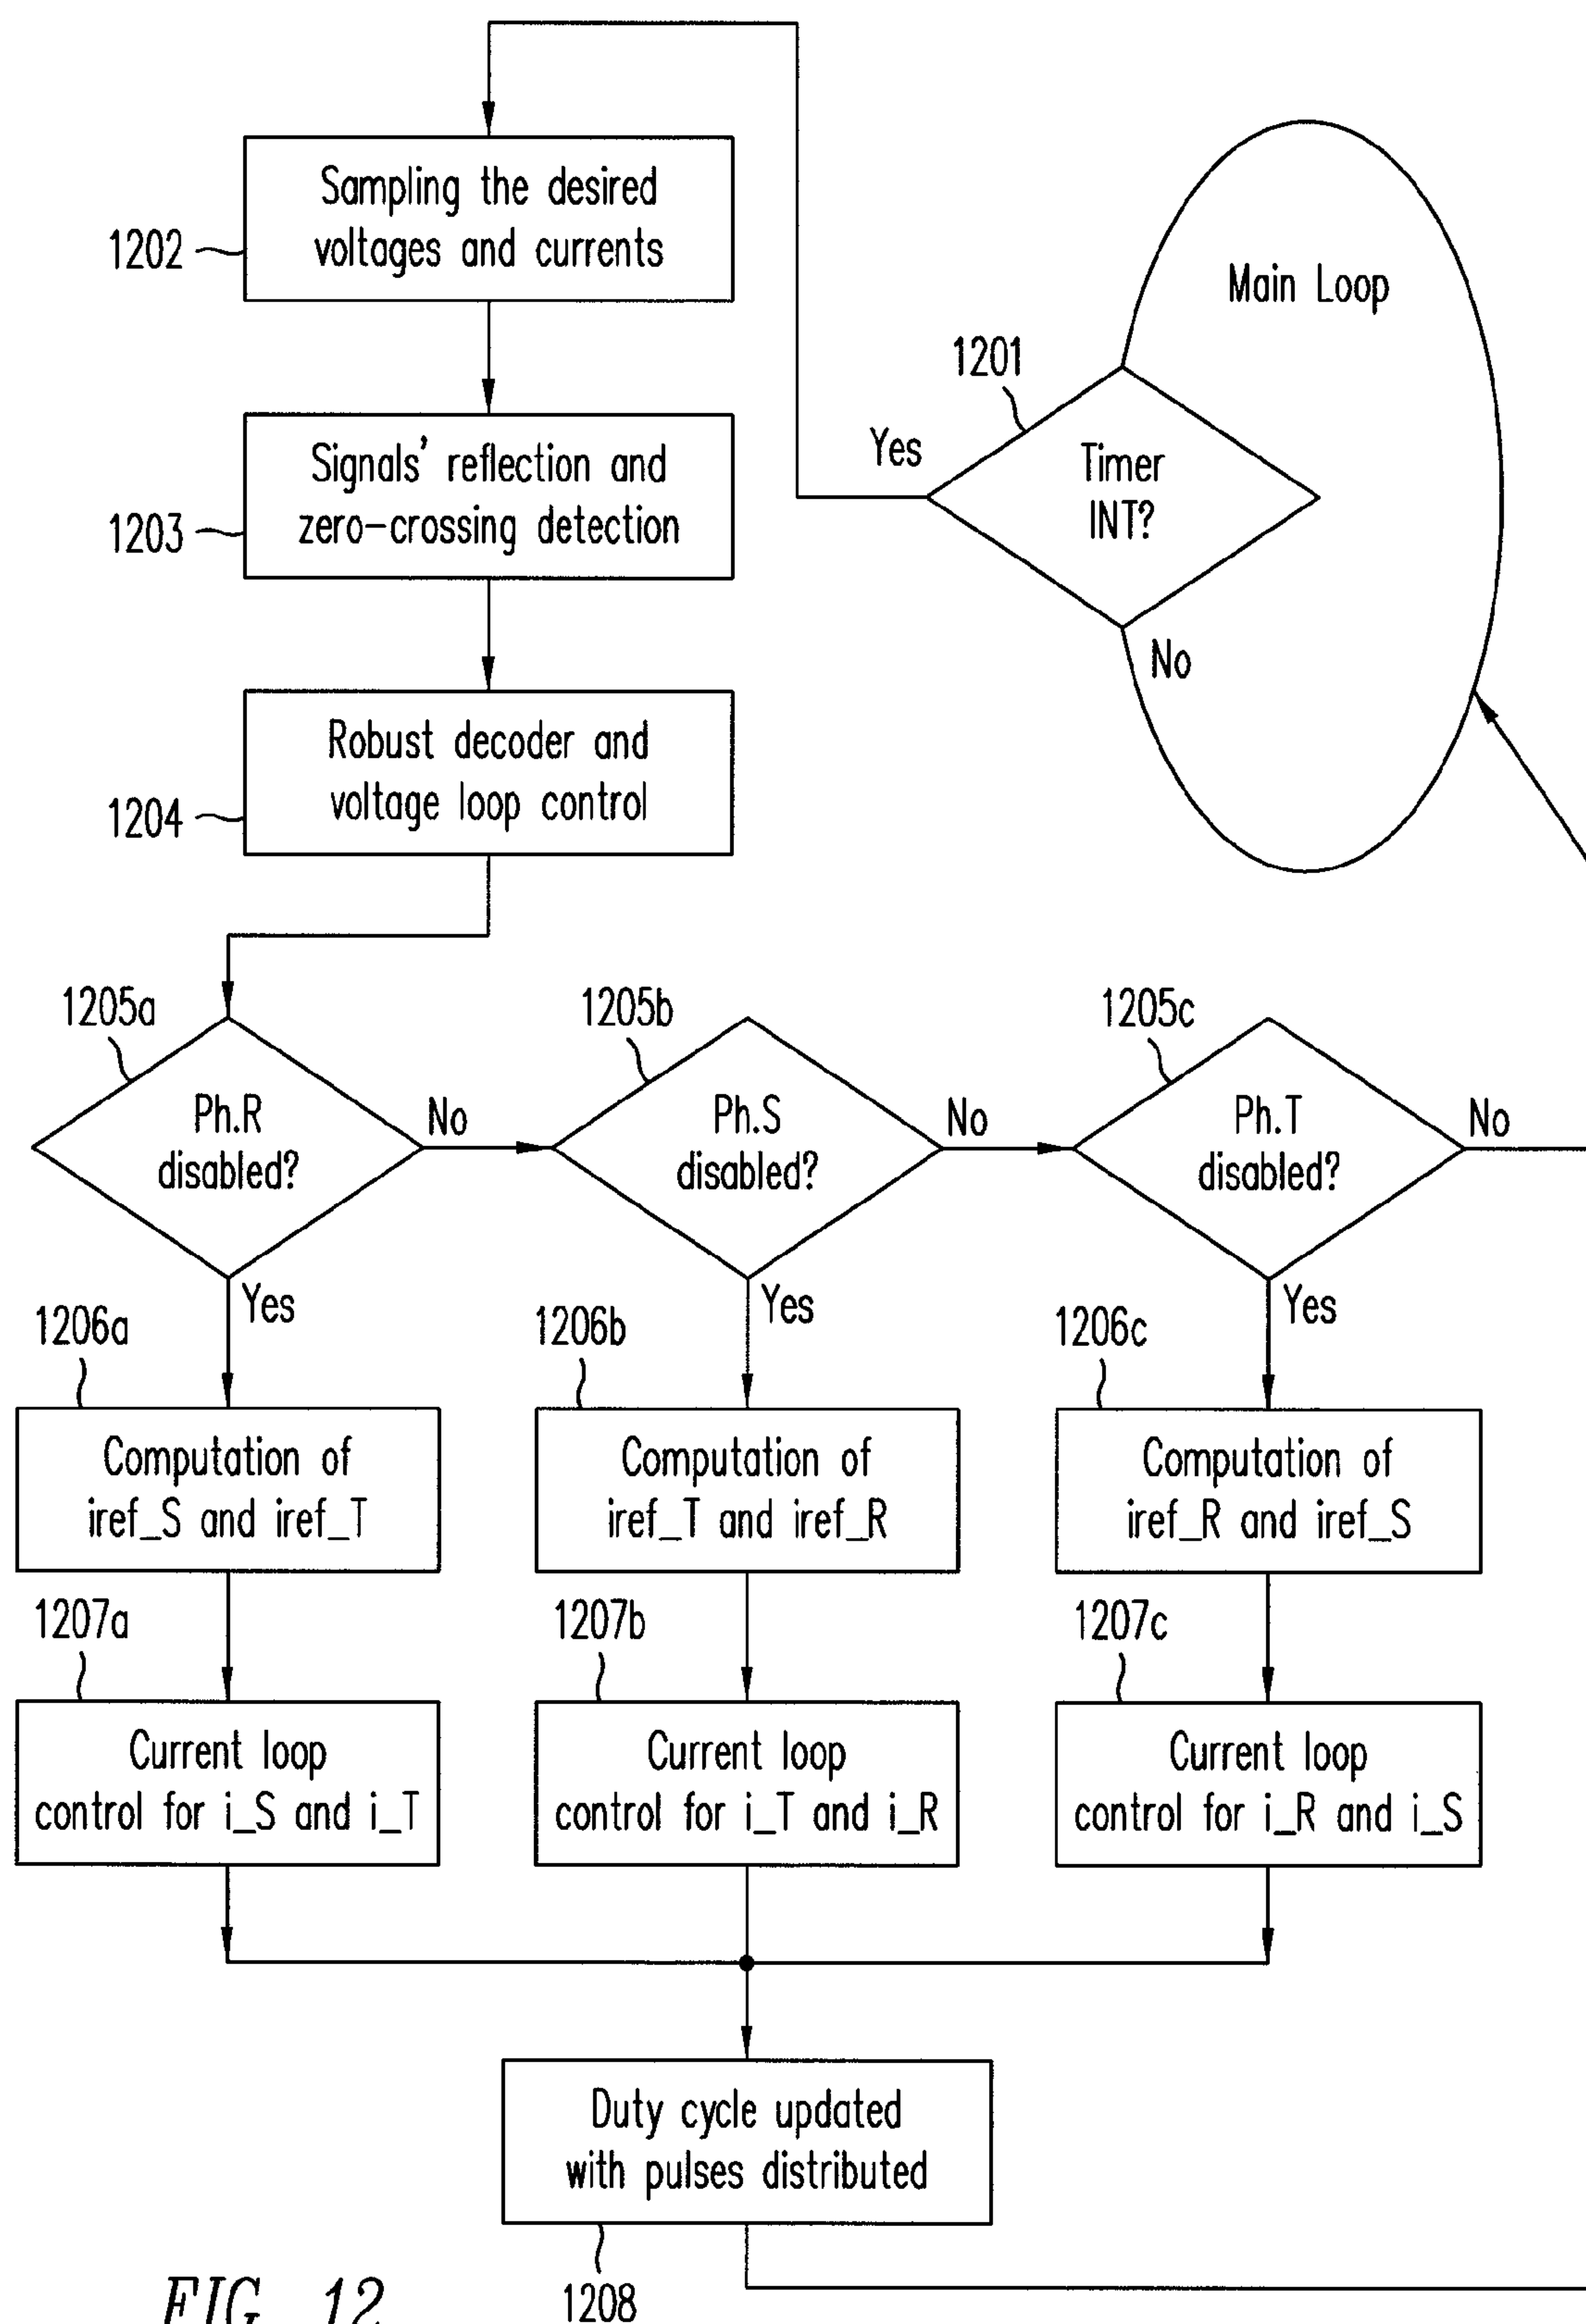 Sampling the desired
voltages and currents
1202
Main Loop
1201
Yes
Timer
INT?
No
Signals' reflection and
zero-crossing detection
1203
Robust decoder and
voltage loop control
1204
1205a
1205b
1205c
Ph.R
disabled?
No
Ph.S
disabled?
No
Ph.T
disabled?
No
Yes
Yes
Yes
1206a
1206b
1206c
Computation of
iref_S and iref_T
Computation of
iref_T and iref_R
Computation of
iref_R and iref_S
1207a
1207b
1207c
Current loop
control for i_S and i_T
Current loop
control for i_T and i_R
Current loop
control for i_R and i_S
Duty cycle updated
with pulses distributed
1208
FIG. 12